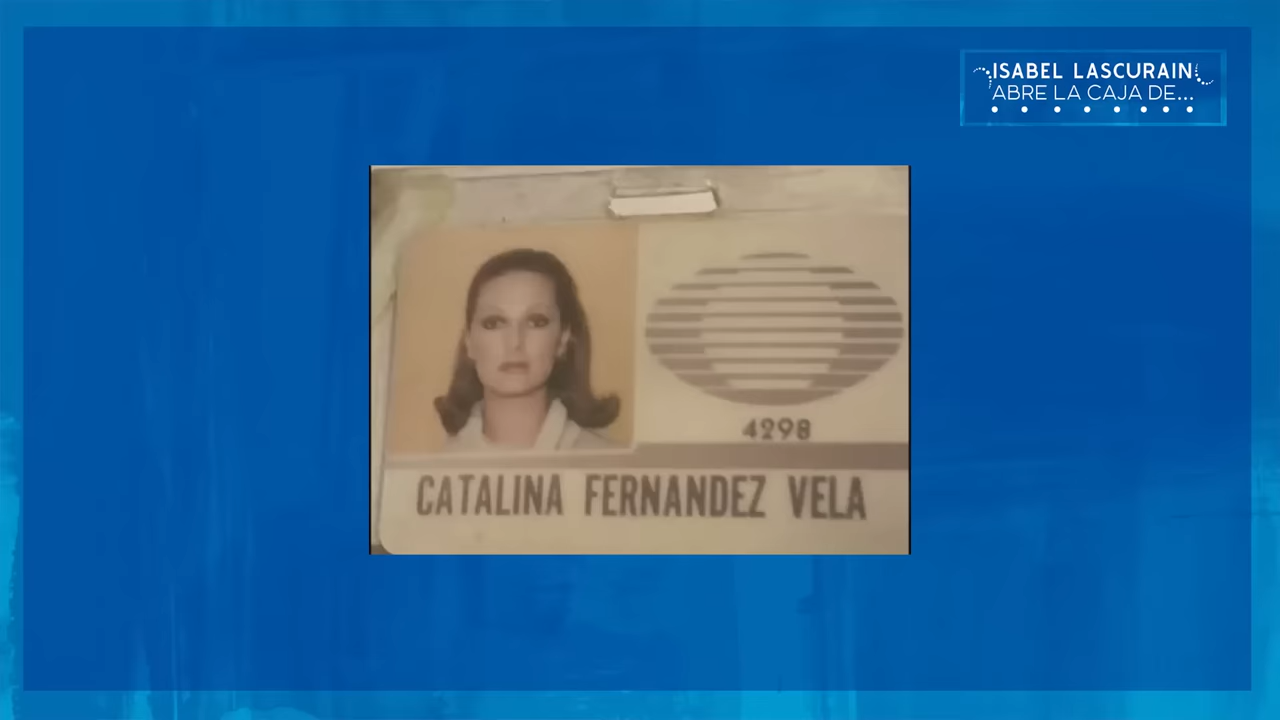 ISABEL LASCURAIN
ABRE LA CAJA DE...
4298
CATALINA FERNANDEZ VELA